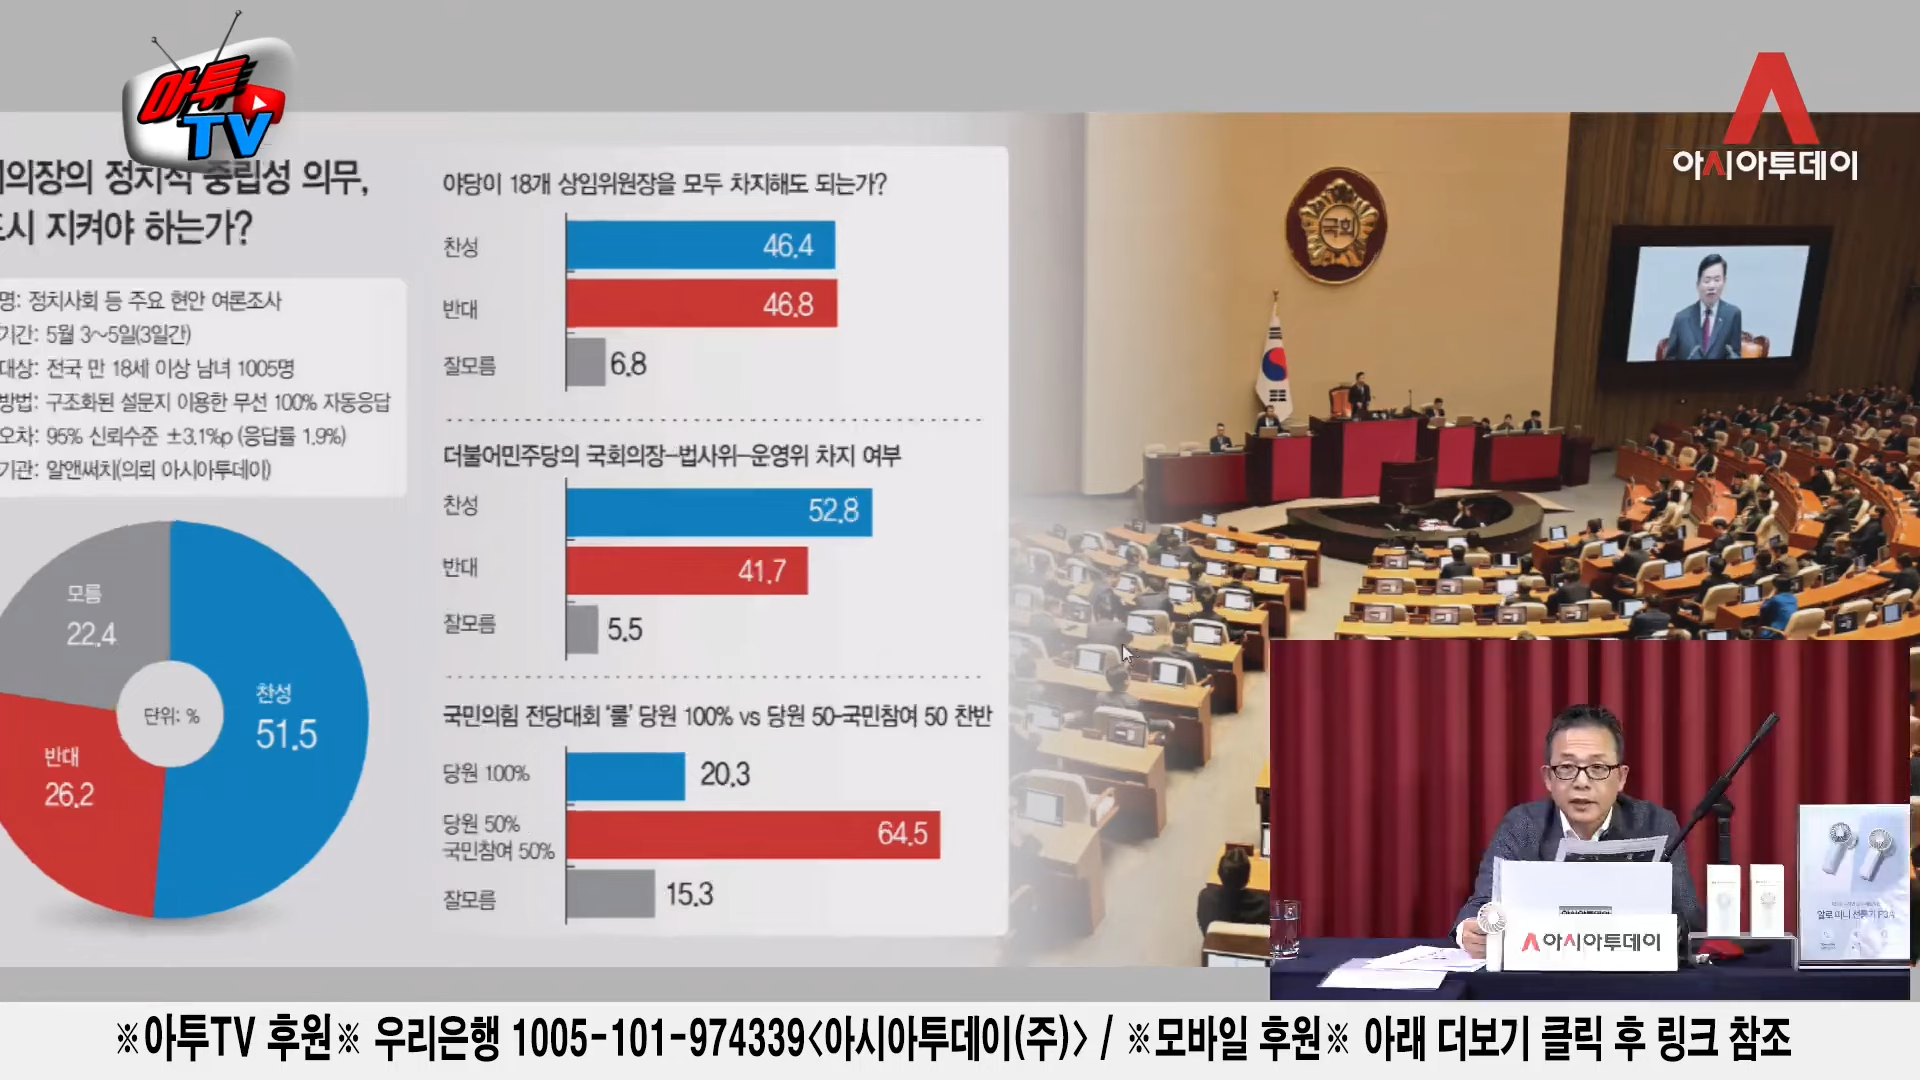 아투
TV
아시아투데이
의장의 정치적 중립성 의무,
시 지켜야 하는가?
명: 정치사회 등 주요 현안 여론조사
기간: 5월 3~5일(3일간)
대상: 전국 만 18세 이상 남녀 1005명
방법: 구조화된 설문지 이용한 무선 100% 자동응답
오차: 95% 신뢰수준 ±3.1%p (응답률 1.9%)
기관: 알앤써치(의뢰 아시아투데이)
모름
22.4
찬성
51.5
단위: %
반대
26.2
야당이 18개 상임위원장을 모두 차지해도 되는가?
찬성 46.4
반대 46.8
잘모름 6.8
더불어민주당의 국회의장-법사위-운영위 차지 여부
찬성 52.8
반대 41.7
잘모름 5.5
국민의힘 전당대회 '룰' 당원 100% vs 당원 50-국민참여 50 찬반
당원 100% 20.3
당원 50%
국민참여 50% 64.5
잘모름 15.3
국회
아시아투데이
알로 미니 선풍기 F3A
※아투TV 후원※ 우리은행 1005-101-974339<아시아투데이(주)> / ※모바일 후원※ 아래 더보기 클릭 후 링크 참조